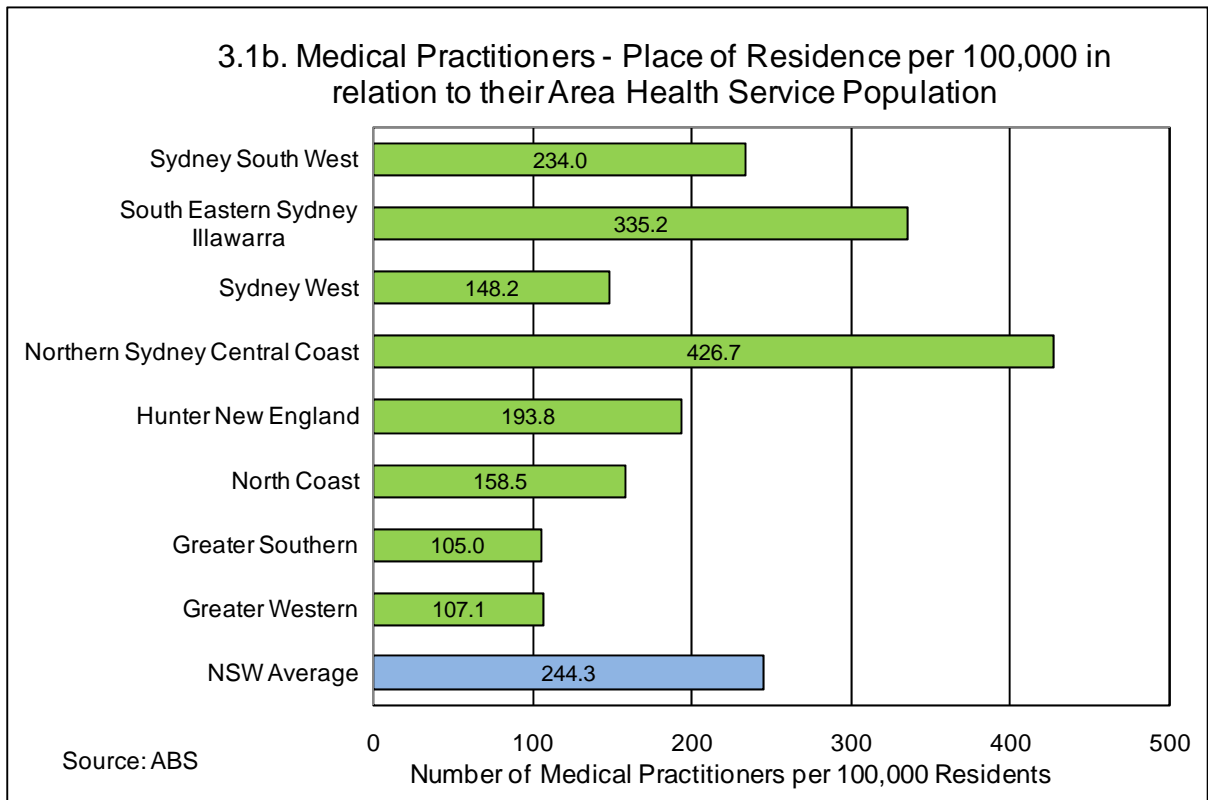 3.1b. Medical Practitioners - Place of Residence per 100,000 in
relation to their Area Health Service Population
Sydney South West
234.0
South Eastern Sydney
Illawarra
335.2
Sydney West
148.2
Northern Sydney Central Coast
426.7
Hunter New England
193.8
North Coast
158.5
Greater Southern
105.0
Greater Western
107.1
NSW Average
244.3
0 100 200 300 400 500
Number of Medical Practitioners per 100,000 Residents
Source: ABS